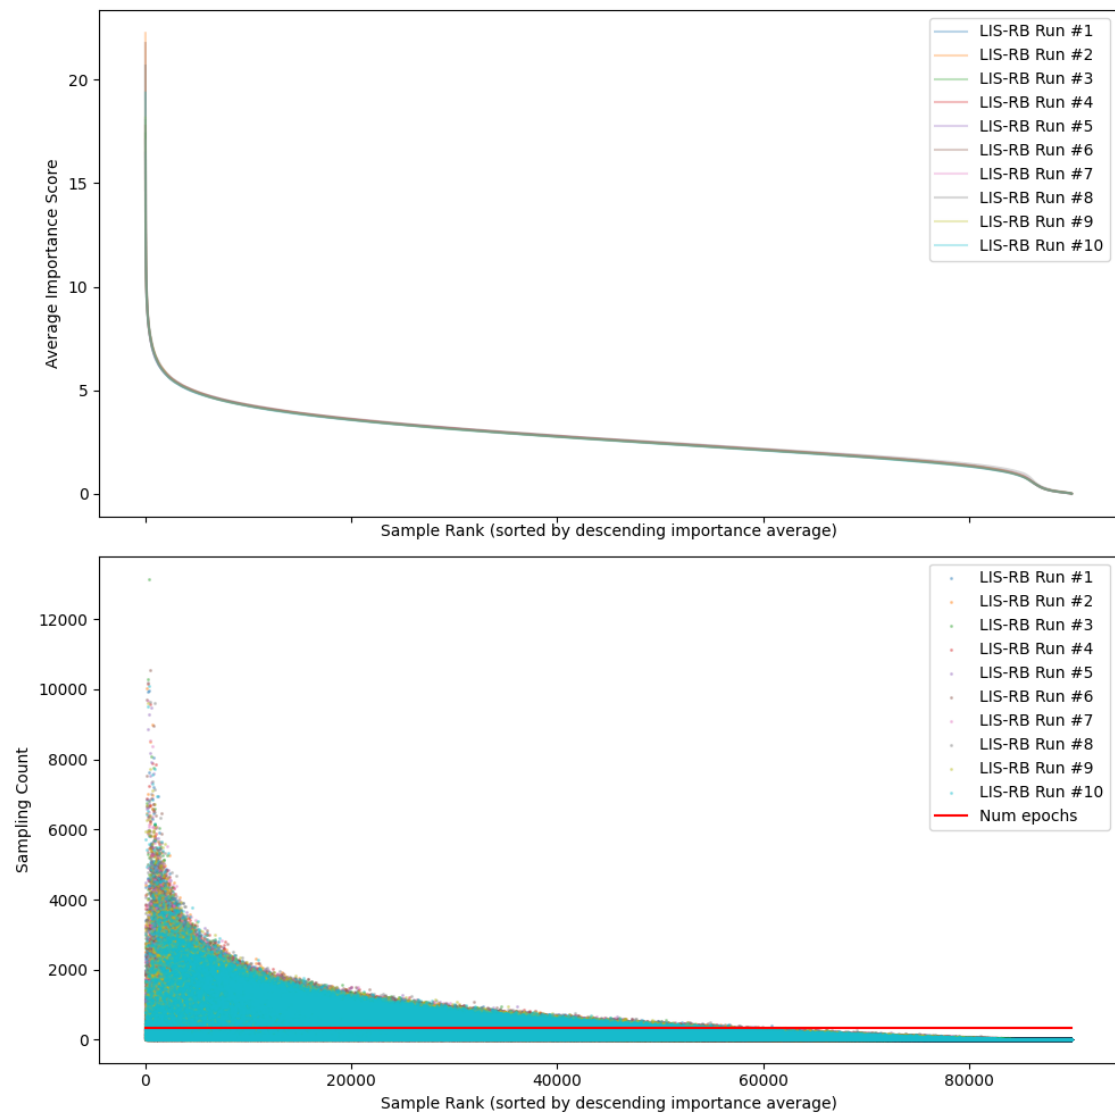 20
15
10
5
0
Average Importance Score
LIS-RB Run #1
LIS-RB Run #2
LIS-RB Run #3
LIS-RB Run #4
LIS-RB Run #5
LIS-RB Run #6
LIS-RB Run #7
LIS-RB Run #8
LIS-RB Run #9
LIS-RB Run #10
Sample Rank (sorted by descending importance average)
12000
10000
8000
6000
4000
2000
0
Sampling Count
LIS-RB Run #1
LIS-RB Run #2
LIS-RB Run #3
LIS-RB Run #4
LIS-RB Run #5
LIS-RB Run #6
LIS-RB Run #7
LIS-RB Run #8
LIS-RB Run #9
LIS-RB Run #10
Num epochs
0 20000 40000 60000 80000
Sample Rank (sorted by descending importance average)